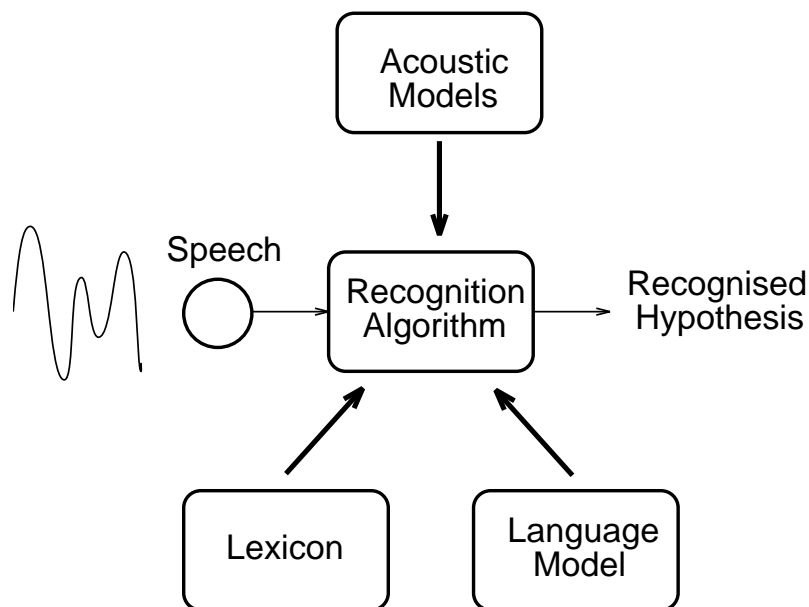 Acoustic
Models
Speech
Recognition
Algorithm
Recognised
Hypothesis
Lexicon
Language
Model